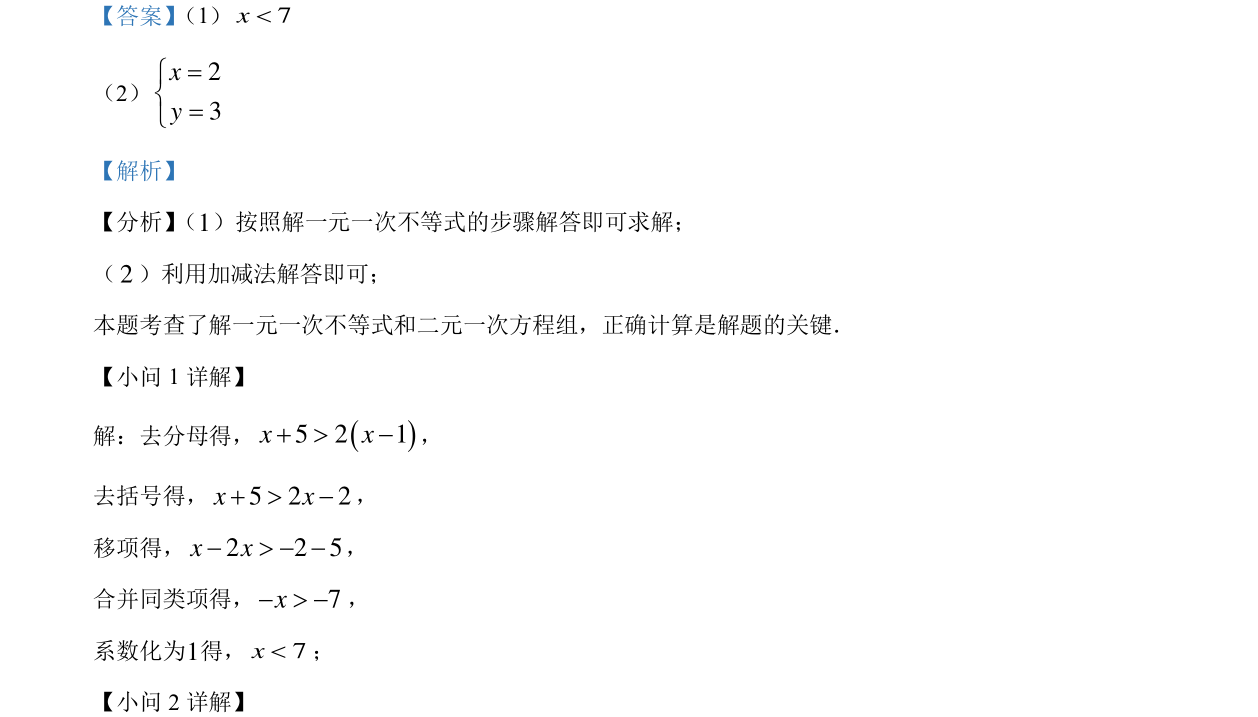 【答案】（1）x < 7
（2）{x = 2
y = 3
【解析】
【分析】（1）按照解一元一次不等式的步骤解答即可求解；
（2）利用加减法解答即可；
本题考查了解一元一次不等式和二元一次方程组，正确计算是解题的关键．
【小问 1 详解】
解：去分母得，x + 5 > 2(x − 1)，
去括号得，x + 5 > 2x − 2，
移项得，x − 2x > −2 − 5，
合并同类项得，−x > −7，
系数化为1得，x < 7；
【小问 2 详解】